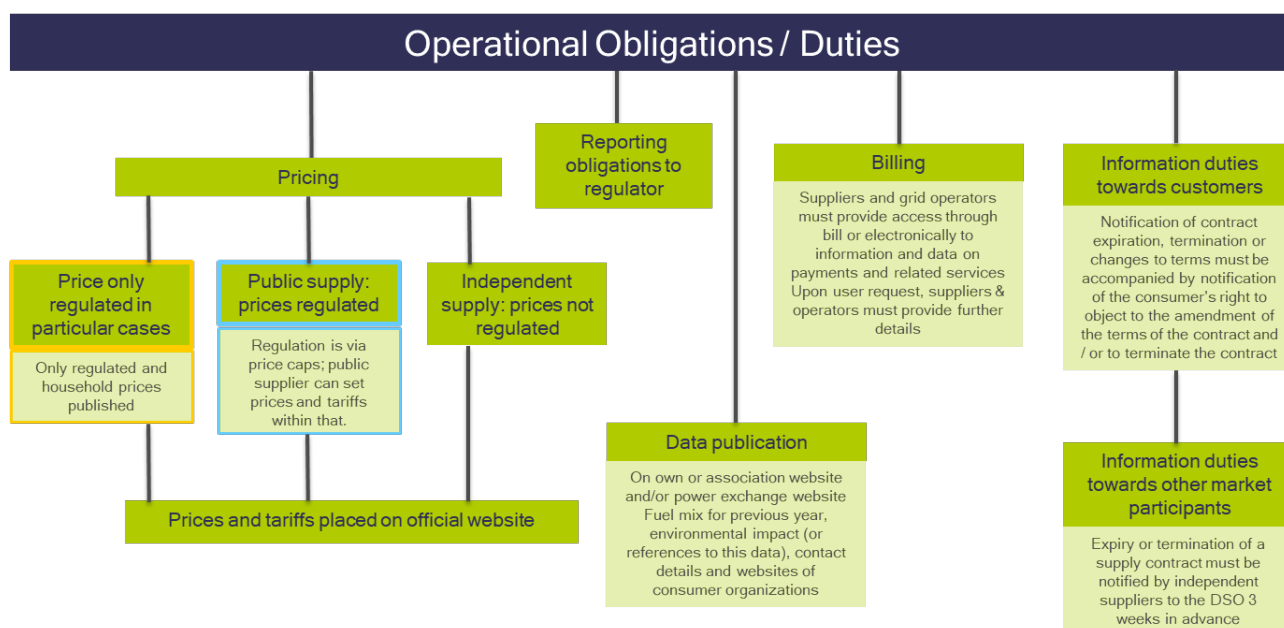 Operational Obligations / Duties
Pricing
Price only
regulated in
particular cases
Only regulated and
household prices
published
Public supply:
prices regulated
Regulation is via
price caps; public
supplier can set
prices and tariffs
within that.
Independent
supply: prices not
regulated
Prices and tariffs placed on official website
Reporting
obligations to
regulator
Data publication
On own or association website
and/or power exchange website
Fuel mix for previous year,
environmental impact (or
references to this data), contact
details and websites of
consumer organizations
Billing
Suppliers and grid operators
must provide access through
bill or electronically to
information and data on
payments and related services
Upon user request, suppliers &
operators must provide further
details
Information duties
towards customers
Notification of contract
expiration, termination or
changes to terms must be
accompanied by notification
of the consumer's right to
object to the amendment of
the terms of the contract and
/ or to terminate the contract
Information duties
towards other market
participants
Expiry or termination of a
supply contract must be
notified by independent
suppliers to the DSO 3
weeks in advance